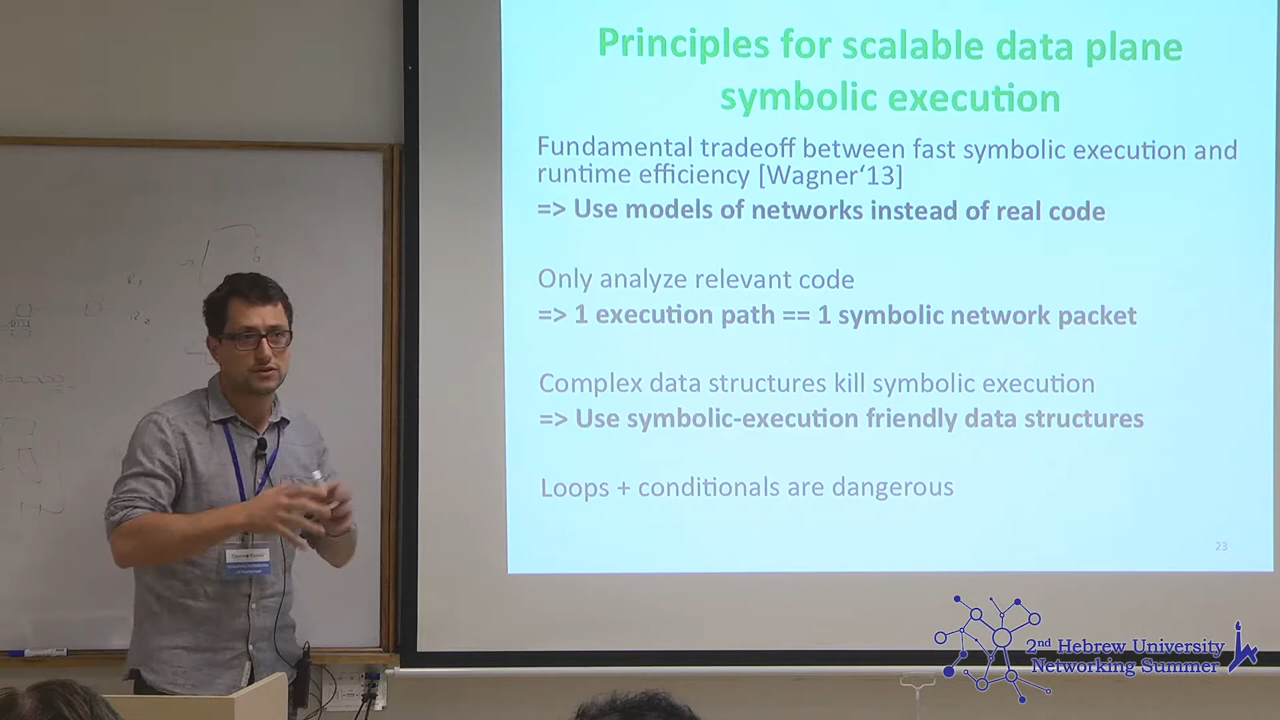 Principles for scalable data plane
symbolic execution
Fundamental tradeoff between fast symbolic execution and
runtime efficiency [Wagner‘13]
=> Use models of networks instead of real code
Only analyze relevant code
=> 1 execution path == 1 symbolic network packet
Complex data structures kill symbolic execution
=> Use symbolic-execution friendly data structures
Loops + conditionals are dangerous
23
2nd Hebrew University
Networking Summer